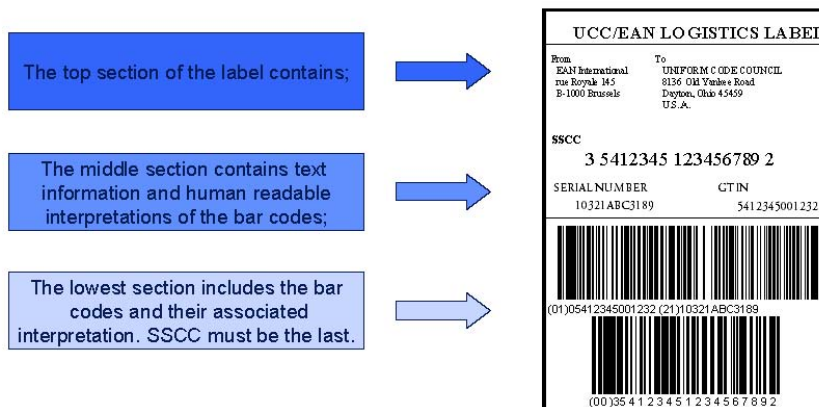 The top section of the label contains;
The middle section contains text
information and human readable
interpretations of the bar codes;
The lowest section includes the bar
codes and their associated
interpretation. SSCC must be the last.
UCC/EAN LOGISTICS LABEL
From
EAN International
rue Royale 145
B-1000 Brussels
To
UNIFORM CODE COUNCIL
8136 Old Yankee Road
Dayton, Ohio 45459
U.S.A.
SSCC
3 5412345 123456789 2
SERIAL NUMBER
10321ABC3189
GTIN
5412345001232
(01)05412345001232 (21)10321ABC3189
(00)354123451234567892